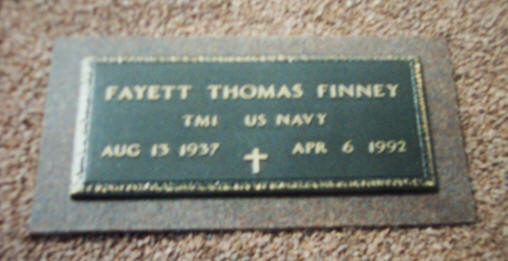 FAYETT THOMAS FINNEY
TM1 US NAVY
AUG 13 1937 APR 6 1992